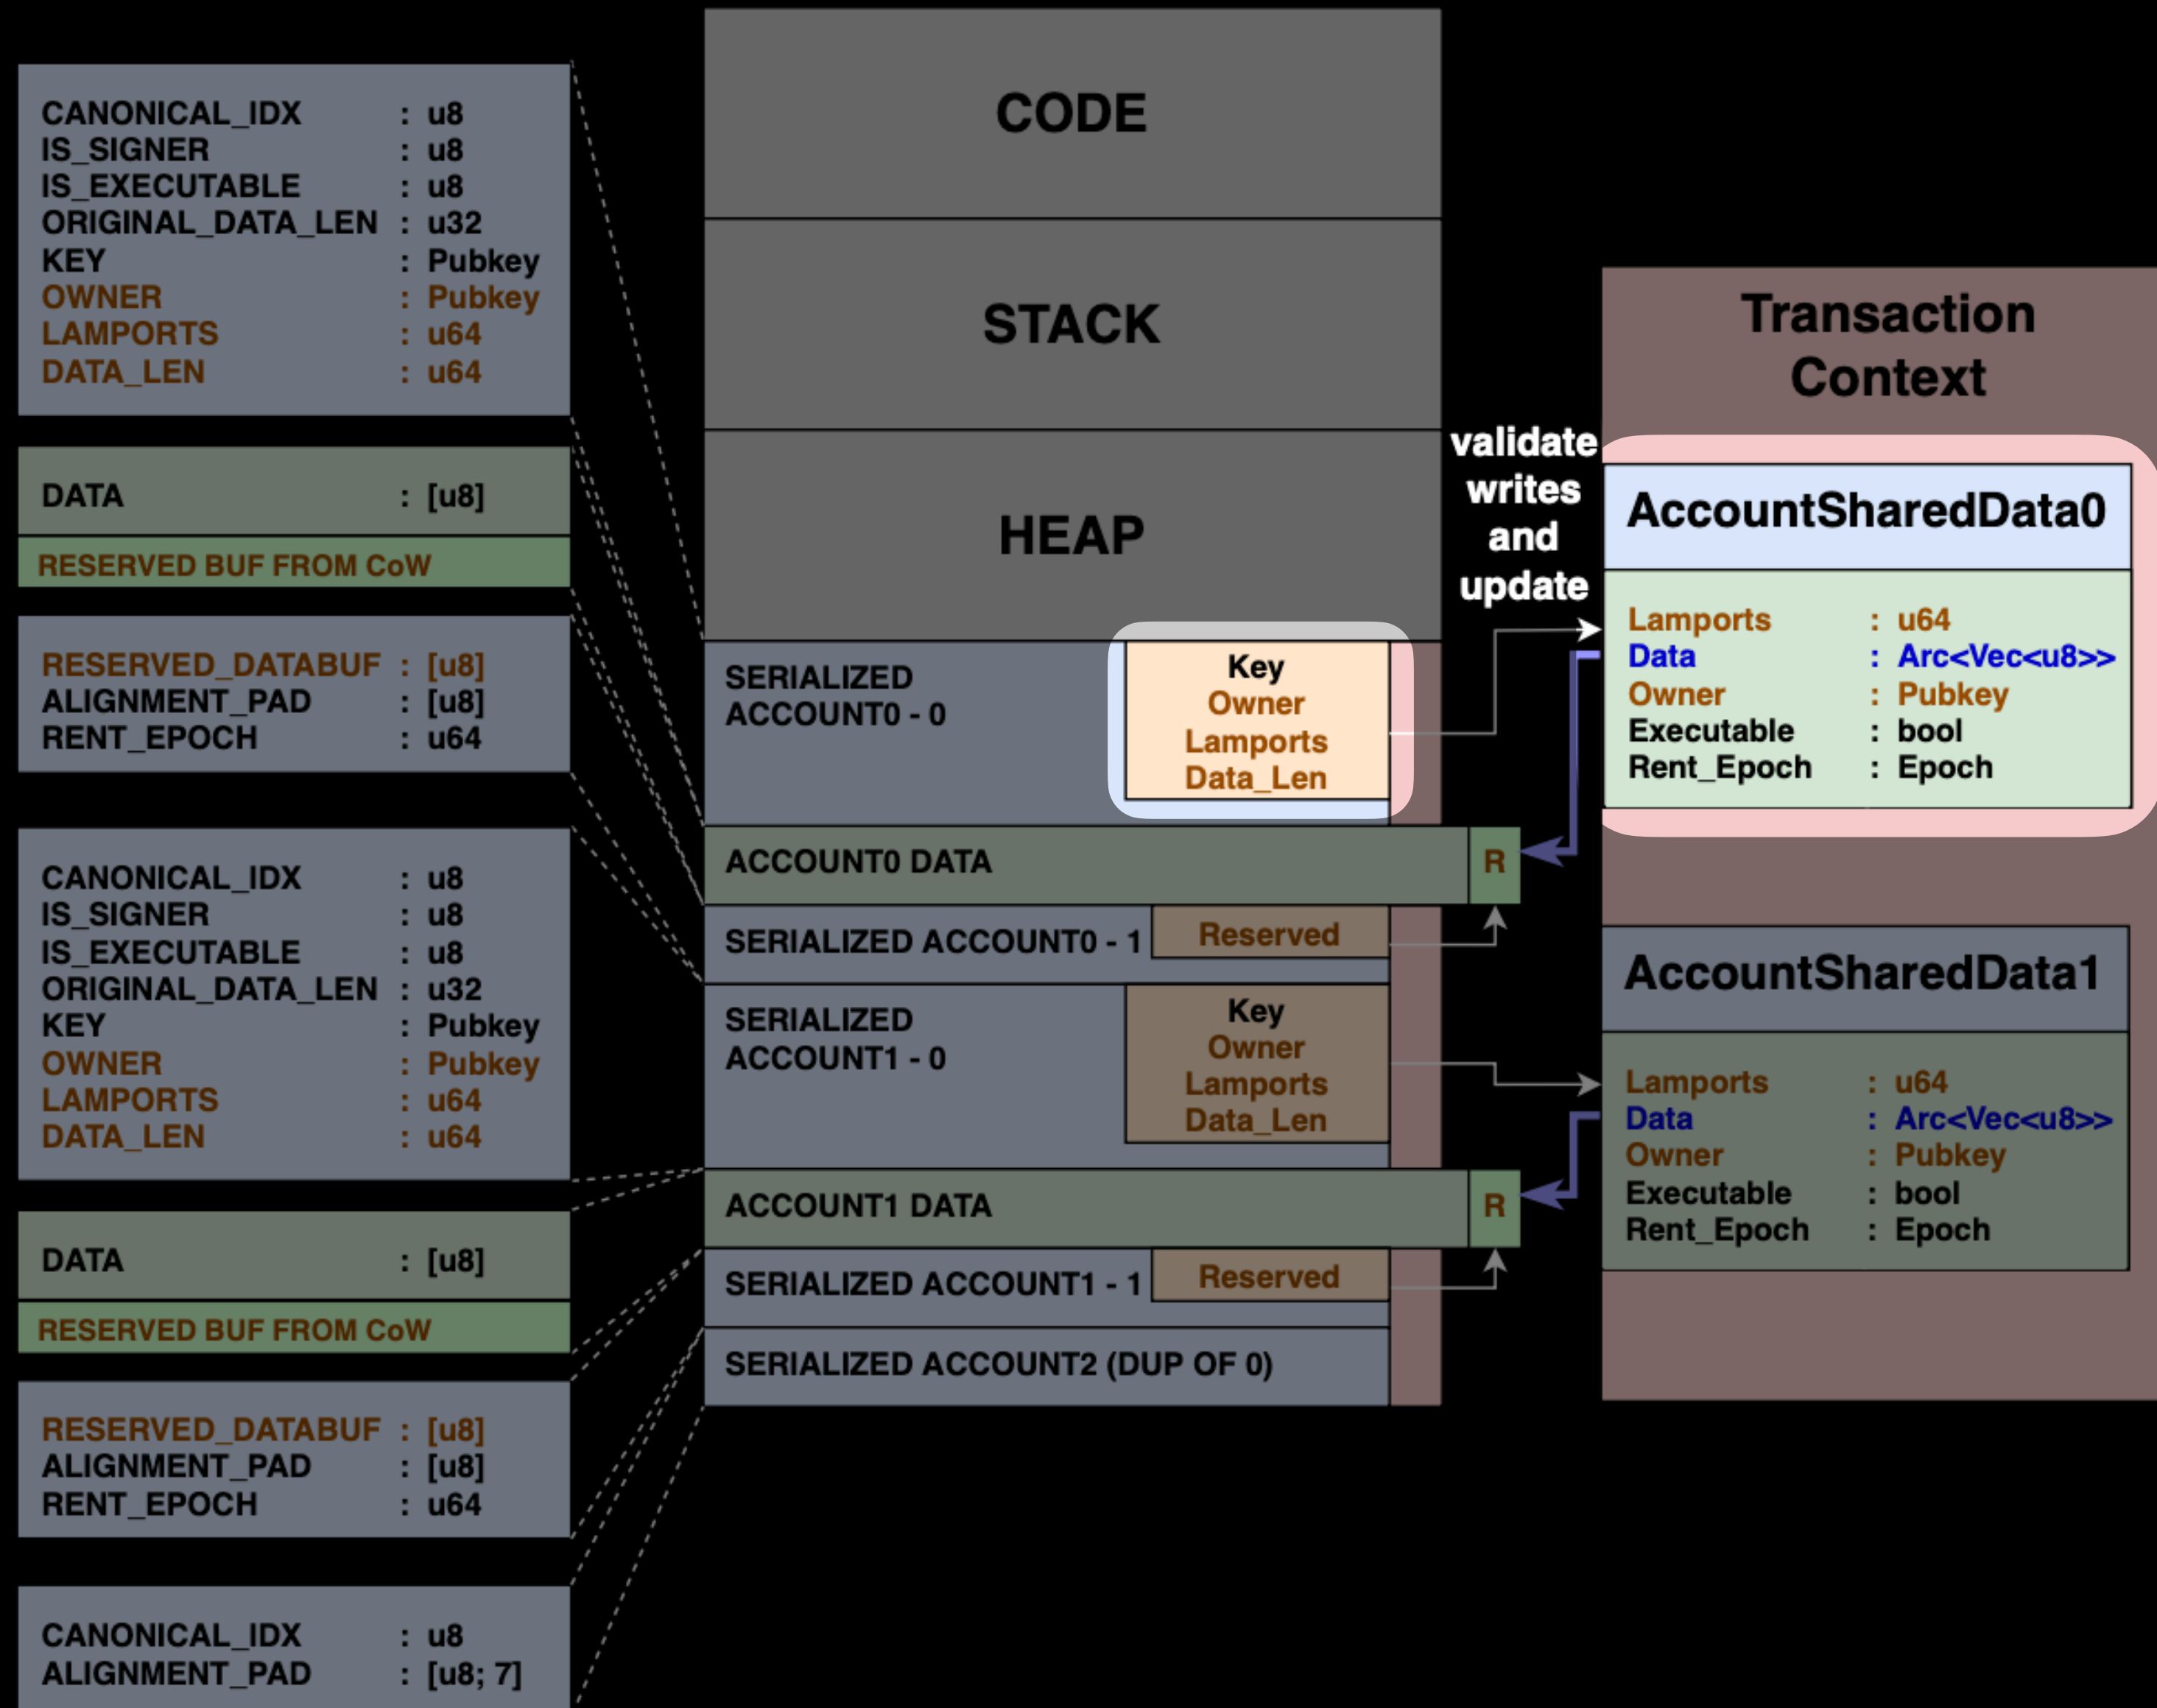 CANONICAL_IDX : u8
IS_SIGNER : u8
IS_EXECUTABLE : u8
ORIGINAL_DATA_LEN : u32
KEY : Pubkey
OWNER : Pubkey
LAMPORTS : u64
DATA_LEN : u64
DATA : [u8]
RESERVED BUF FROM CoW
RESERVED_DATABUF : [u8]
ALIGNMENT_PAD : [u8]
RENT_EPOCH : u64
CANONICAL_IDX : u8
IS_SIGNER : u8
IS_EXECUTABLE : u8
ORIGINAL_DATA_LEN : u32
KEY : Pubkey
OWNER : Pubkey
LAMPORTS : u64
DATA_LEN : u64
DATA : [u8]
RESERVED BUF FROM CoW
RESERVED_DATABUF : [u8]
ALIGNMENT_PAD : [u8]
RENT_EPOCH : u64
CANONICAL_IDX : u8
ALIGNMENT_PAD : [u8; 7]
CODE
STACK
HEAP
SERIALIZED
ACCOUNT0 - 0
Key
Owner
Lamports
Data_Len
ACCOUNT0 DATA
R
SERIALIZED ACCOUNT0 - 1
Reserved
SERIALIZED
ACCOUNT1 - 0
Key
Owner
Lamports
Data_Len
ACCOUNT1 DATA
R
SERIALIZED ACCOUNT1 - 1
Reserved
SERIALIZED ACCOUNT2 (DUP OF 0)
validate
writes
and
update
Transaction
Context
AccountSharedData0
Lamports : u64
Data : Arc<Vec<u8>>
Owner : Pubkey
Executable : bool
Rent_Epoch : Epoch
AccountSharedData1
Lamports : u64
Data : Arc<Vec<u8>>
Owner : Pubkey
Executable : bool
Rent_Epoch : Epoch